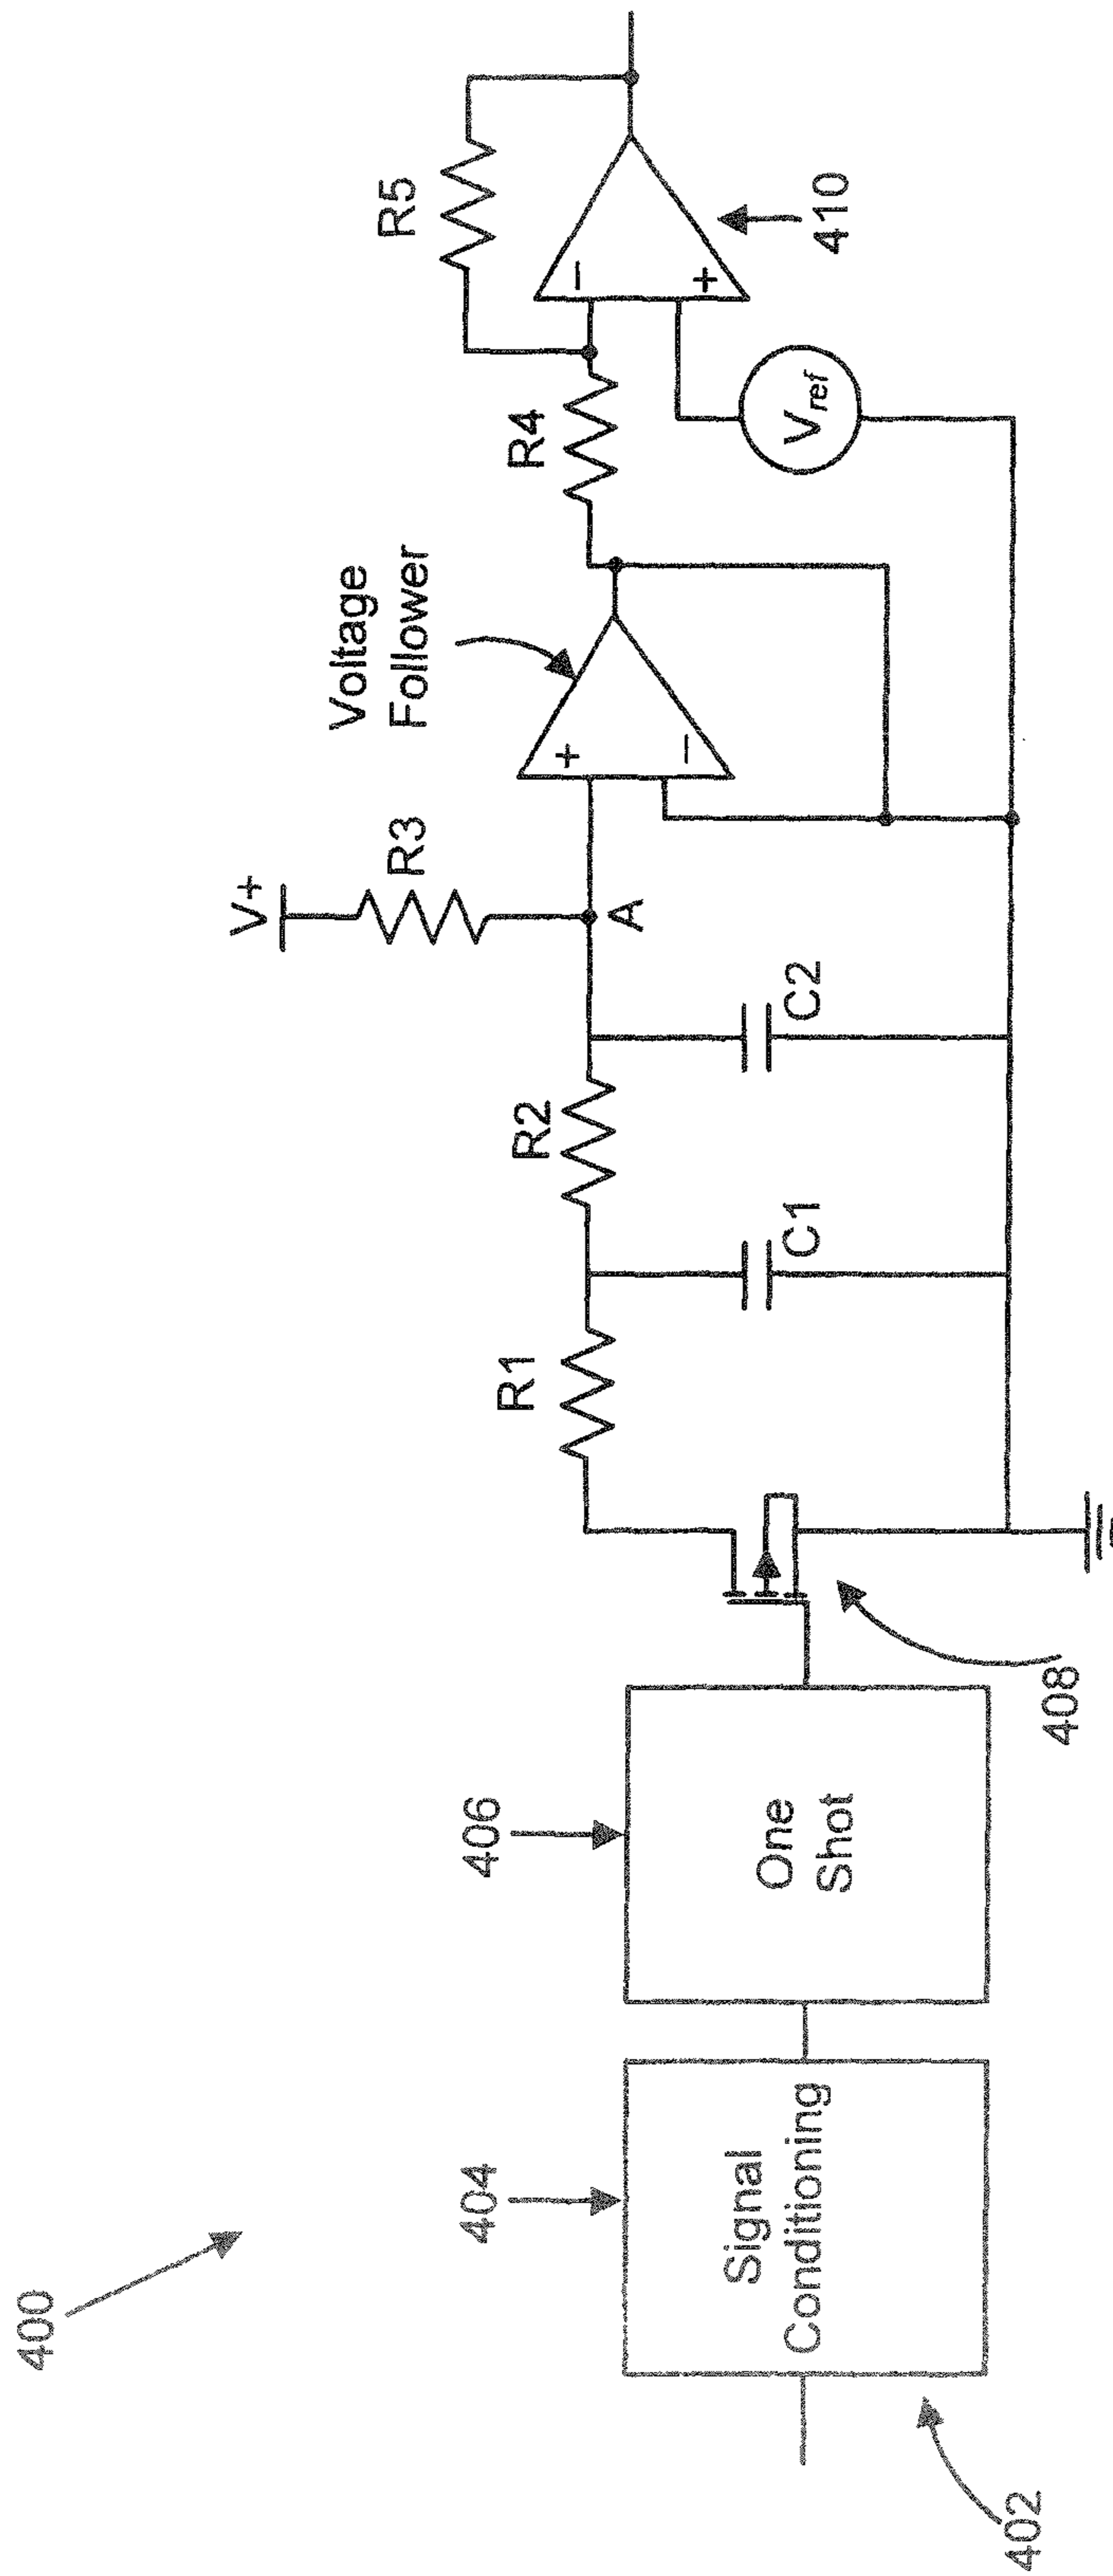 400
402
404
Signal
Conditioning
406
One
Shot
408
R1
C1
R2
C2
V+
R3
A
Voltage
Follower
+
−
R4
Vref
R5
−
+
410